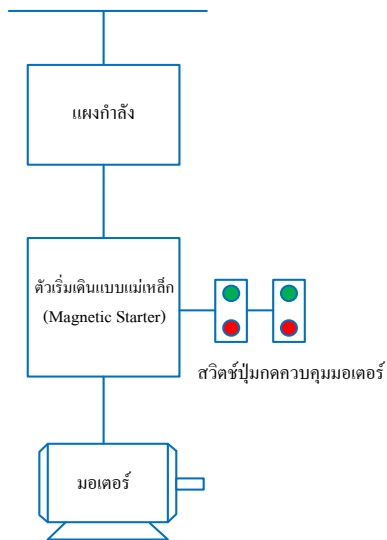 แผงกำลัง
ตัวเริ่มเดินแบบแม่เหล็ก
(Magnetic Starter)
สวิตช์ปุ่มกดควบคุมมอเตอร์
มอเตอร์